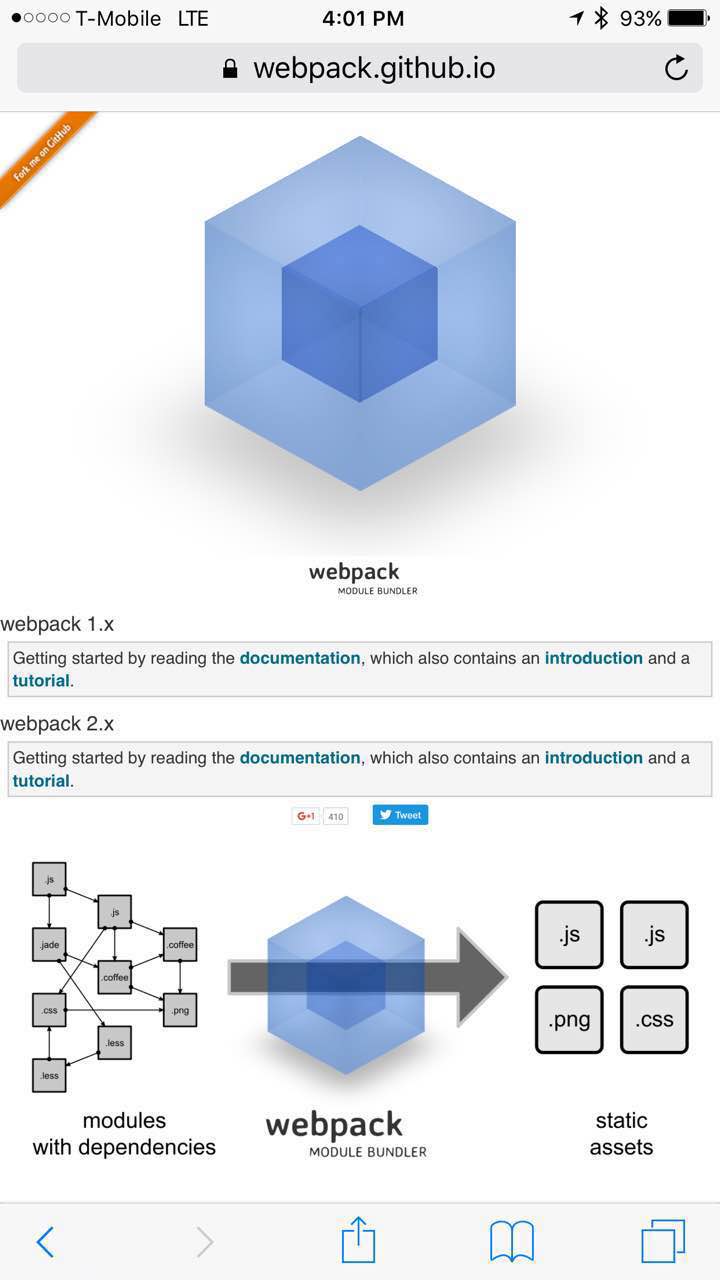 T-Mobile LTE 4:01 PM 93%
webpack.github.io
Fork me on GitHub
webpack
MODULE BUNDLER
webpack 1.x
Getting started by reading the documentation, which also contains an introduction and a
tutorial.
webpack 2.x
Getting started by reading the documentation, which also contains an introduction and a
tutorial.
G+1 410 Tweet
.js
.js
.jade
.coffee
.coffee
.css
.png
.less
.less
modules
with dependencies
webpack
MODULE BUNDLER
.js .js
.png .css
static
assets